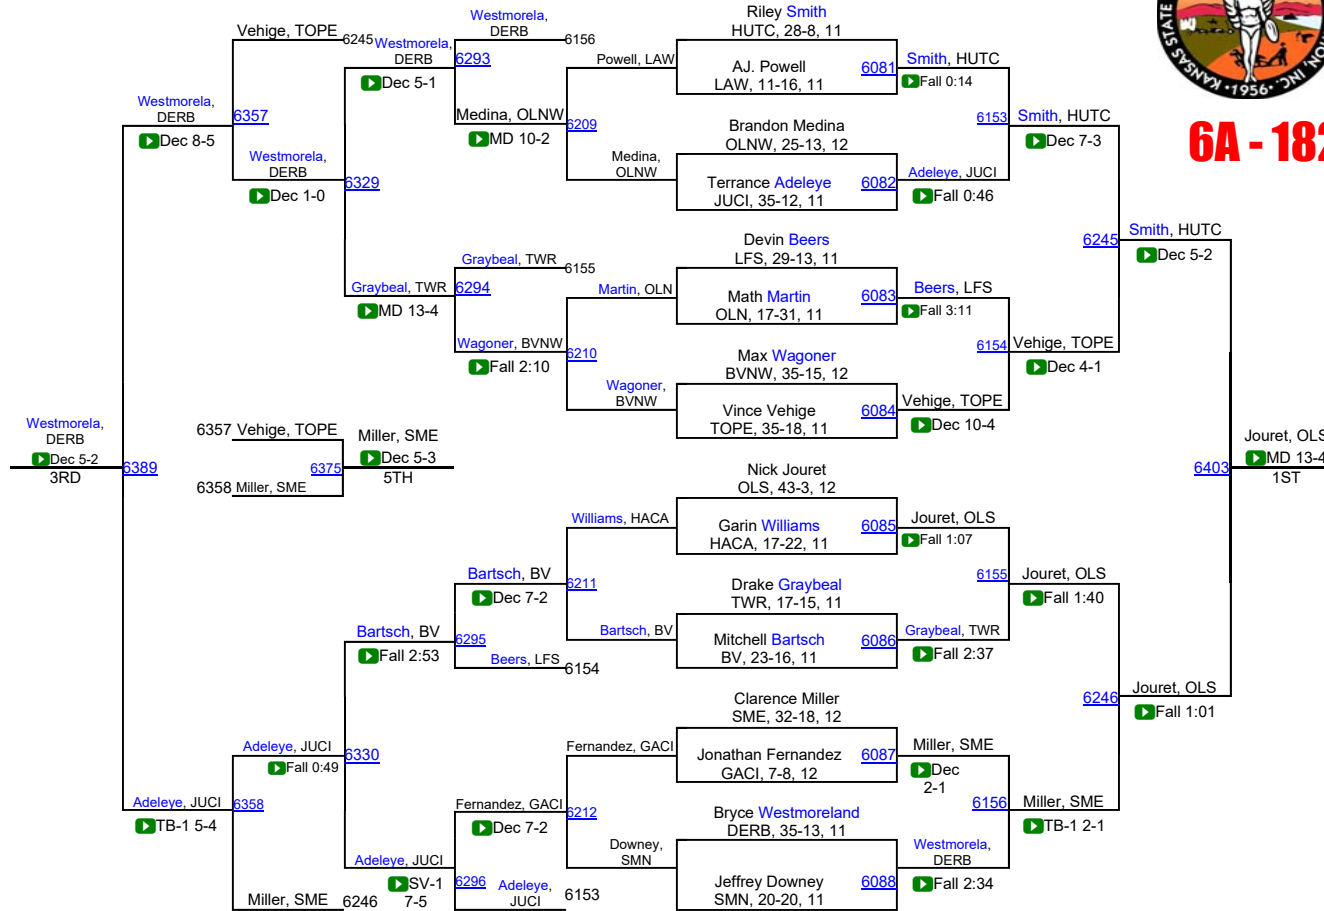 KANSAS STATE
ION, INC.
•1956•
6A - 182
Riley Smith
HUTC, 28-8, 11
AJ. Powell
LAW, 11-16, 11
6081
Brandon Medina
OLNW, 25-13, 12
Terrance Adeleye
JUCI, 35-12, 11
6082
Devin Beers
LFS, 29-13, 11
Math Martin
OLN, 17-31, 11
6083
Max Wagoner
BVNW, 35-15, 12
Vince Vehige
TOPE, 35-18, 11
6084
Nick Jouret
OLS, 43-3, 12
Garin Williams
HACA, 17-22, 11
6085
Drake Graybeal
TWR, 17-15, 11
Mitchell Bartsch
BV, 23-16, 11
6086
Clarence Miller
SME, 32-18, 12
Jonathan Fernandez
GACI, 7-8, 12
6087
Bryce Westmoreland
DERB, 35-13, 11
Jeffrey Downey
SMN, 20-20, 11
6088
Smith, HUTC
Fall 0:14
6153
Adeleye, JUCI
Fall 0:46
Beers, LFS
Fall 3:11
6154
Vehige, TOPE
Dec 10-4
Jouret, OLS
Fall 1:07
6155
Graybeal, TWR
Fall 2:37
Miller, SME
Dec
2-1
6156
Westmorela,
DERB
Fall 2:34
Smith, HUTC
Dec 7-3
6245
Vehige, TOPE
Dec 4-1
Jouret, OLS
Fall 1:40
6246
Miller, SME
TB-1 2-1
Smith, HUTC
Dec 5-2
6403
Jouret, OLS
Fall 1:01
Jouret, OLS
MD 13-4
1ST
Powell, LAW
6209
Medina,
OLNW
Martin, OLN
6210
Wagoner,
BVNW
Williams, HACA
6211
Bartsch, BV
Fernandez, GACI
6212
Downey,
SMN
Westmorela,
DERB
6156
6293
Medina, OLNW
MD 10-2
Graybeal, TWR
6155
6294
Wagoner, BVNW
Fall 2:10
Bartsch, BV
Dec 7-2
6295
Beers, LFS
6154
Fernandez, GACI
Dec 7-2
6296
Adeleye,
JUCI
6153
Westmorela,
DERB
Dec 5-1
6329
Graybeal, TWR
MD 13-4
Bartsch, BV
Fall 2:53
6330
Adeleye, JUCI
SV-1
7-5
Vehige, TOPE
6245
6357
Westmorela,
DERB
Dec 1-0
Adeleye, JUCI
Fall 0:49
6358
Miller, SME
6246
Westmorela,
DERB
Dec 8-5
6389
Adeleye, JUCI
TB-1 5-4
Westmorela,
DERB
Dec 5-2
3RD
6357 Vehige, TOPE
6375
6358 Miller, SME
Miller, SME
Dec 5-3
5TH